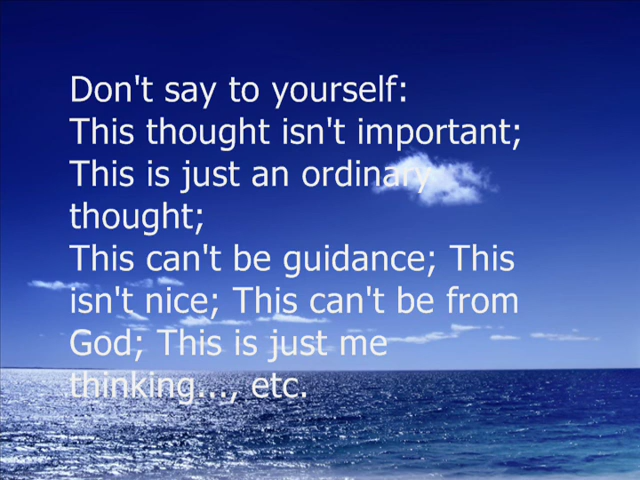 Don't say to yourself:
This thought isn't important;
This is just an ordinary
thought;
This can't be guidance; This
isn't nice; This can't be from
God; This is just me
thinking..., etc.